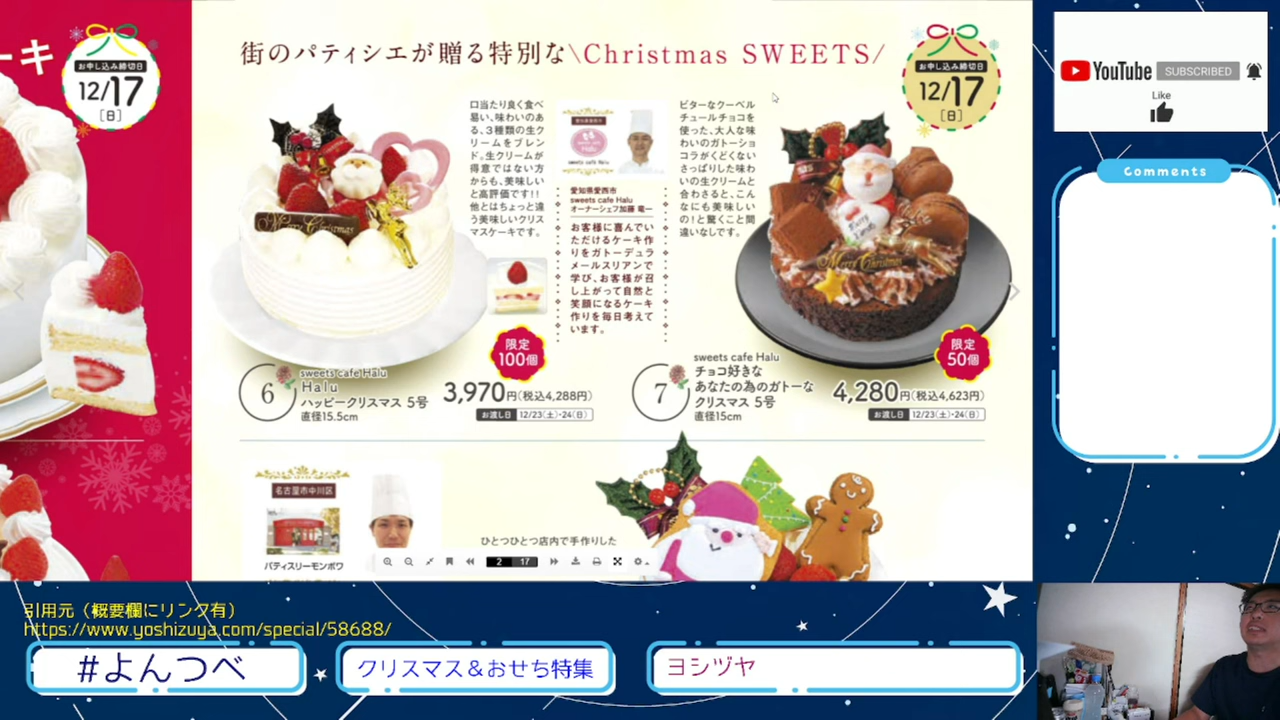 ーキ
お申し込み締切日
12/17
[日]
街のパティシエが贈る特別な\Christmas SWEETS/
お申し込み締切日
12/17
[日]
口当たり良く食べ
易い、味わいのあ
る、3種類の生ク
リームをブレン
ド。生クリームが
得意ではない方
からも、美味しい
と高評価です!!
他とはちょっと違
う美味しいクリス
マスケーキです。
愛知県愛西市
sweets cafe Halu
オーナーシェフ加藤 竜一
お客様に喜んでい
ただけるケーキ作
りをガトーデュラ
メールスリアンで
学び、お客様が召
し上がって自然と
笑顔になるケーキ
作りを毎日考えて
います。
ビターなクーベル
チュールチョコを
使った、大人な味
わいのガトーショ
コラがくどくない
さっぱりした味わ
いの生クリームと
合わさると、こん
なにも美味しい
の!と驚くこと間
違いなしです。
Merry Christmas
Merry Christmas
限定
100個
限定
50個
6
sweets cafe Halu
Halu
ハッピークリスマス 5号
直径15.5cm
3,970円(税込4,288円)
お渡し日 12/23(土)・24(日)
7
sweets cafe Halu
チョコ好きな
あなたの為のガトーな
クリスマス 5号
直径15cm
4,280円(税込4,623円)
お渡し日 12/23(土)・24(日)
名古屋市中川区
パティスリーモンボワ
ひとつひとつ店内で手作りした
2 17
YouTube SUBSCRIBED
Like
Comments
引用元（概要欄にリンク有）
https://www.yoshizuya.com/special/58688/
#よんつべ
クリスマス＆おせち特集
ヨシヅヤ